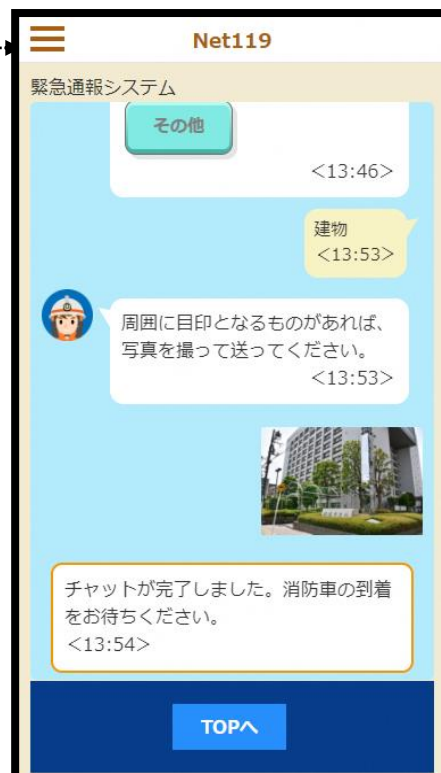 Net119
緊急通報システム
その他
<13:46>
建物
<13:53>
周囲に目印となるものがあれば、
写真を撮って送ってください。
<13:53>
チャットが完了しました。消防車の到着
をお待ちください。
<13:54>
TOPへ